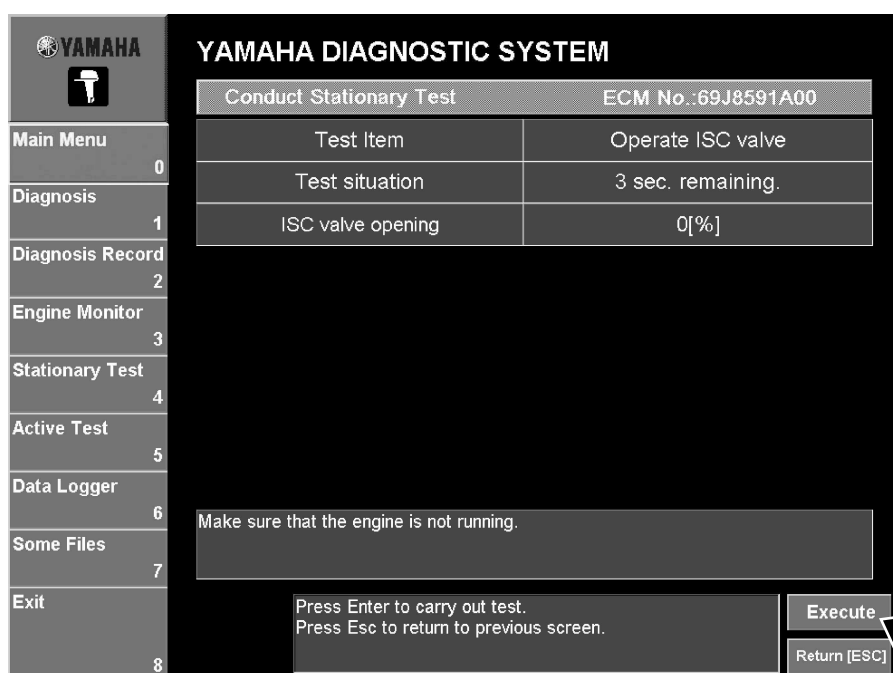 YAMAHA
YAMAHA DIAGNOSTIC SYSTEM
Conduct Stationary Test ECM No.:69J8591A00
Test Item Operate ISC valve
Test situation 3 sec. remaining.
ISC valve opening 0[%]
Main Menu
0
Diagnosis
1
Diagnosis Record
2
Engine Monitor
3
Stationary Test
4
Active Test
5
Data Logger
6
Some Files
7
Exit
8
Make sure that the engine is not running.
Press Enter to carry out test.
Press Esc to return to previous screen.
Execute
Return [ESC]